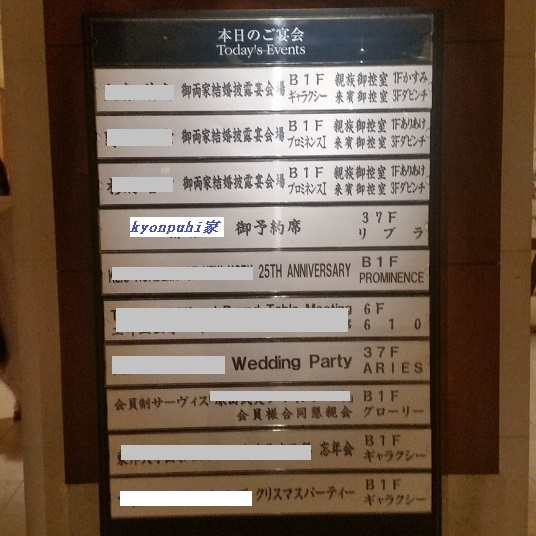 本日のご宴会
Today's Events
御両家結婚披露宴会場 B1F ギャラクシー 親族御控室 1Fかすみ
来賓御控室 3Fダビンチ
御両家結婚披露宴会場 B1F プロミネンスⅠ 親族御控室 1Fありあけ
来賓御控室 3Fダビンチ
御両家結婚披露宴会場 B1F プロミネンスⅠ 親族御控室 1Fありあけ
来賓御控室 3Fダビンチ
kyonpuhi家 御予約席 37F
リブラ
25TH ANNIVERSARY B1F
PROMINENCE
Round Table Meeting 6F
610
Wedding Party 37F
ARIES
会員制サーヴィス B1F
会員様合同懇親会 グローリー
忘年会 B1F
ギャラクシー
クリスマスパーティー B1F
ギャラクシー